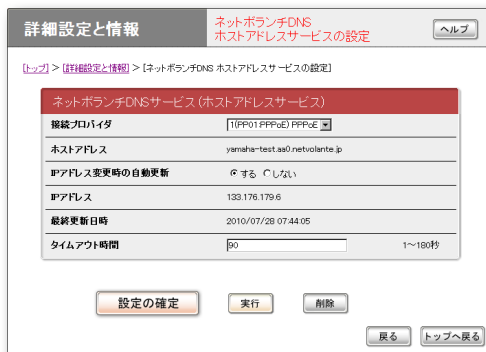 詳細設定と情報
ネットボランチDNS
ホストアドレスサービスの設定
ヘルプ
[トップ] > [詳細設定と情報] > [ネットボランチDNS ホストアドレスサービスの設定]
ネットボランチDNSサービス(ホストアドレスサービス)
接続プロバイダ 1(PP01:PPPoE) PPPoE
ホストアドレス yamaha-test.aa0.netvolante.jp
IPアドレス変更時の自動更新 する しない
IPアドレス 133.176.179.6
最終更新日時 2010/07/28 07:44:05
タイムアウト時間 90 1～180秒
設定の確定 実行 削除
戻る トップへ戻る